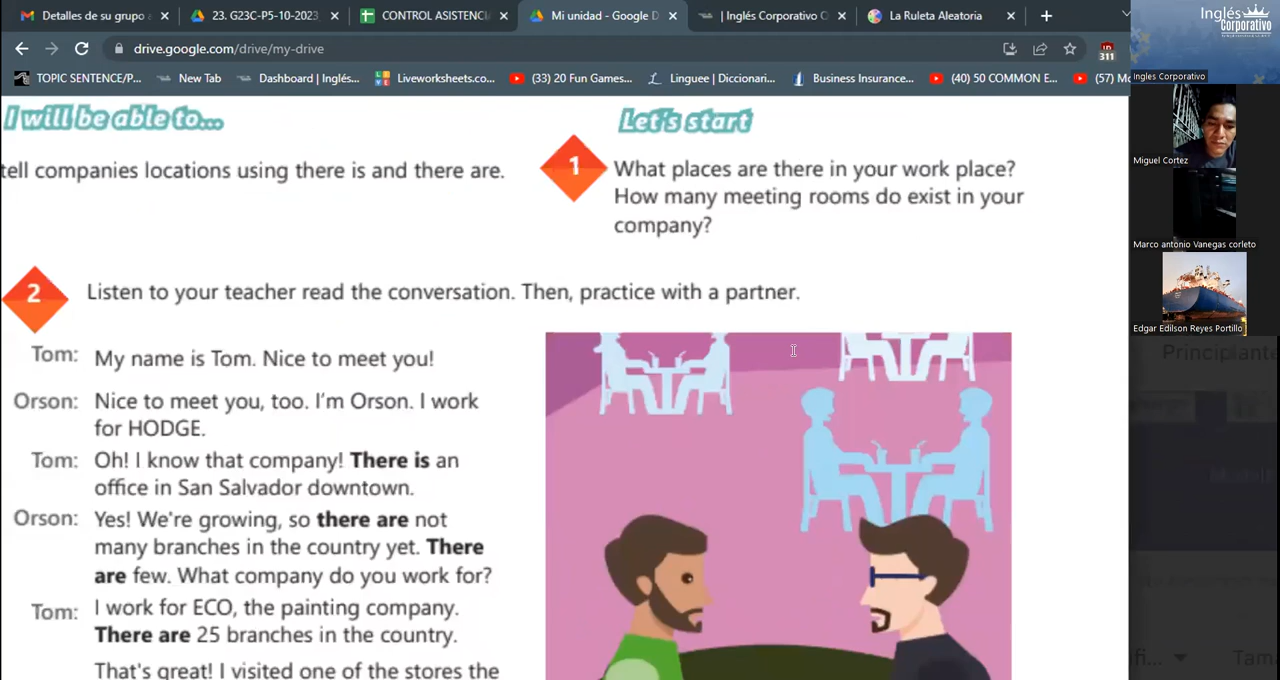 Detalles de su grupo a
23. G23C-P5-10-2023
CONTROL ASISTENCI
Mi unidad - Google D
| Inglés Corporativo C
La Ruleta Aleatoria
drive.google.com/drive/my-drive
311
TOPIC SENTENCE/P...
New Tab
Dashboard | Inglés...
Liveworksheets.co...
(33) 20 Fun Games...
Linguee | Diccionari...
Business Insurance...
(40) 50 COMMON E...
(57) Mo
Inglés
Corporativo
Ingles Corporativo
Miguel Cortez
Marco antonio Vanegas corleto
Edgar Edilson Reyes Portillo
Principiante
I will be able to...
tell companies locations using there is and there are.
Let's start
1
What places are there in your work place?
How many meeting rooms do exist in your
company?
2
Listen to your teacher read the conversation. Then, practice with a partner.
Tom: My name is Tom. Nice to meet you!
Orson: Nice to meet you, too. I'm Orson. I work
for HODGE.
Tom: Oh! I know that company! There is an
office in San Salvador downtown.
Orson: Yes! We're growing, so there are not
many branches in the country yet. There
are few. What company do you work for?
Tom: I work for ECO, the painting company.
There are 25 branches in the country.
That's great! I visited one of the stores the